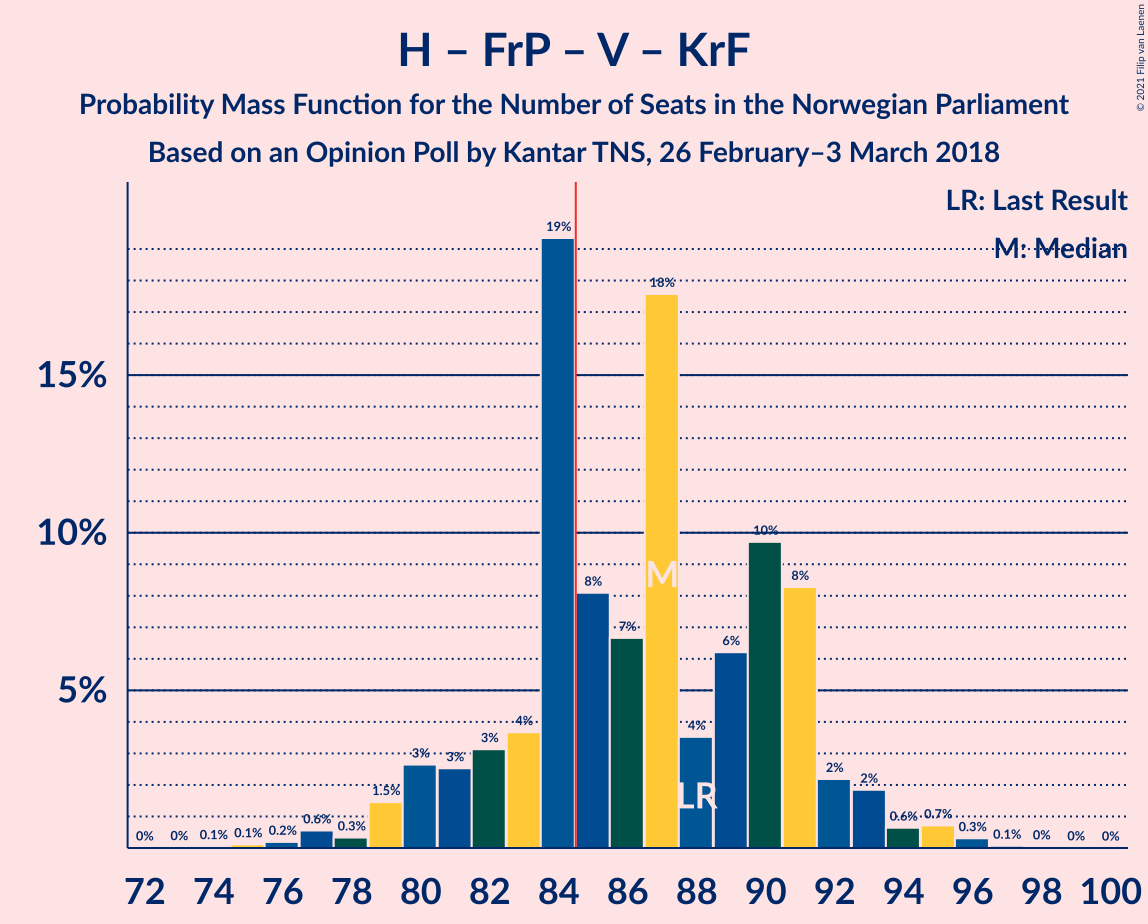 H – FrP – V – KrF
Probability Mass Function for the Number of Seats in the Norwegian Parliament
Based on an Opinion Poll by Kantar TNS, 26 February–3 March 2018
© 2021 Filip van Laenen
LR: Last Result
M: Median
15%
10%
5%
0% 0% 0.1% 0.1% 0.2% 0.6% 0.3% 1.5% 3% 3% 3% 4% 19% 8% 7% 18% 4% 6% 10% 8% 2% 2% 0.6% 0.7% 0.3% 0.1% 0% 0% 0%
M
LR
72 74 76 78 80 82 84 86 88 90 92 94 96 98 100